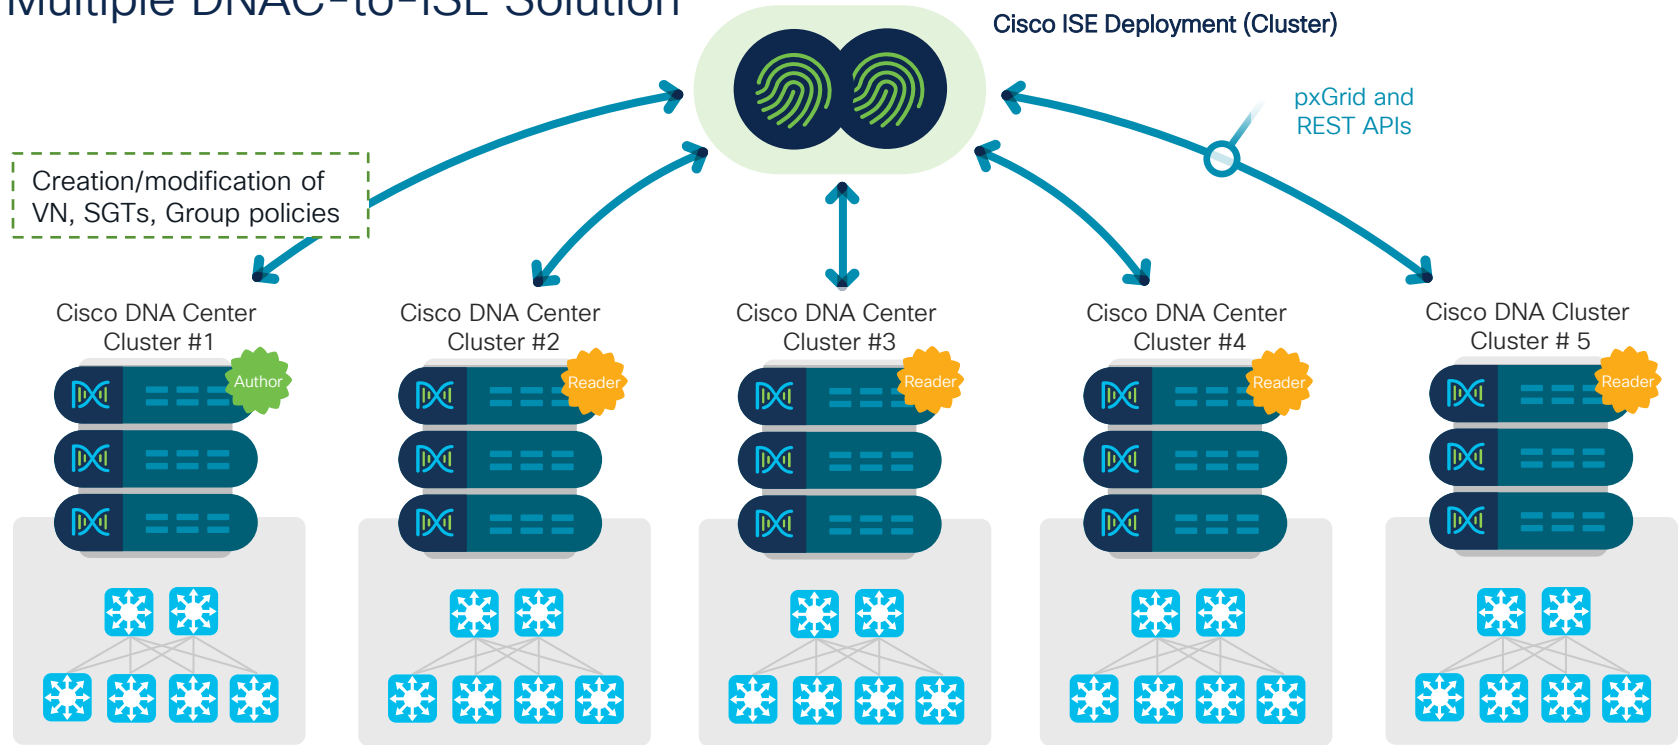 Multiple DNAC-to-ISE Solution
Cisco ISE Deployment (Cluster)
pxGrid and
REST APIs
Creation/modification of
VN, SGTs, Group policies
Cisco DNA Center
Cluster #1
Author
Cisco DNA Center
Cluster #2
Reader
Cisco DNA Center
Cluster #3
Reader
Cisco DNA Center
Cluster #4
Reader
Cisco DNA Cluster
Cluster # 5
Reader